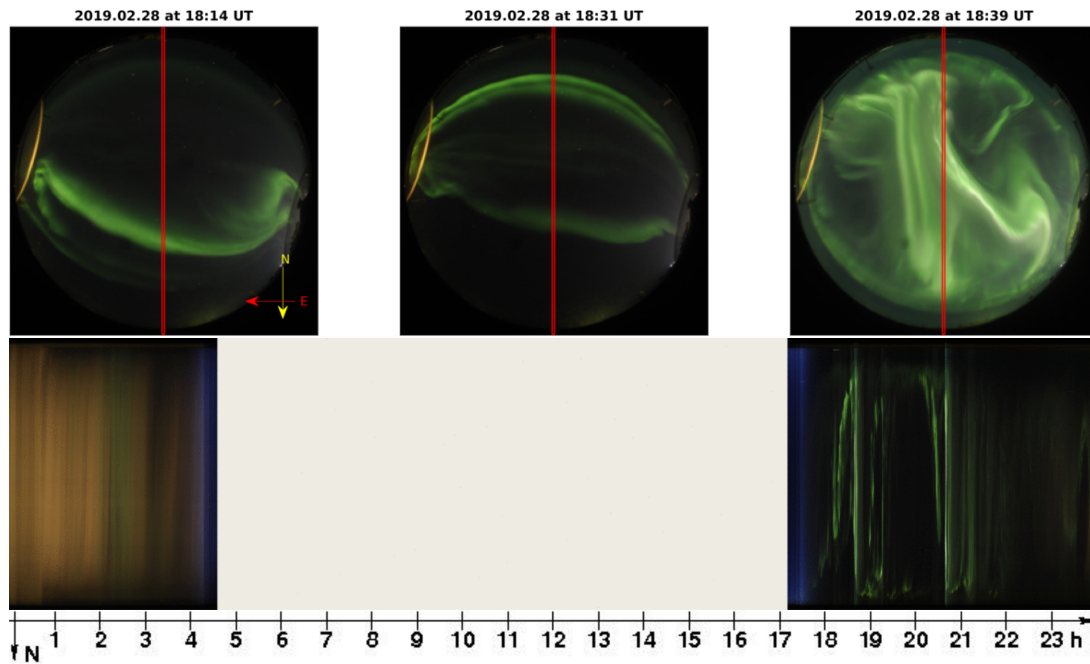 2019.02.28 at 18:14 UT
2019.02.28 at 18:31 UT
2019.02.28 at 18:39 UT
N
E
1 2 3 4 5 6 7 8 9 10 11 12 13 14 15 16 17 18 19 20 21 22 23 h
N